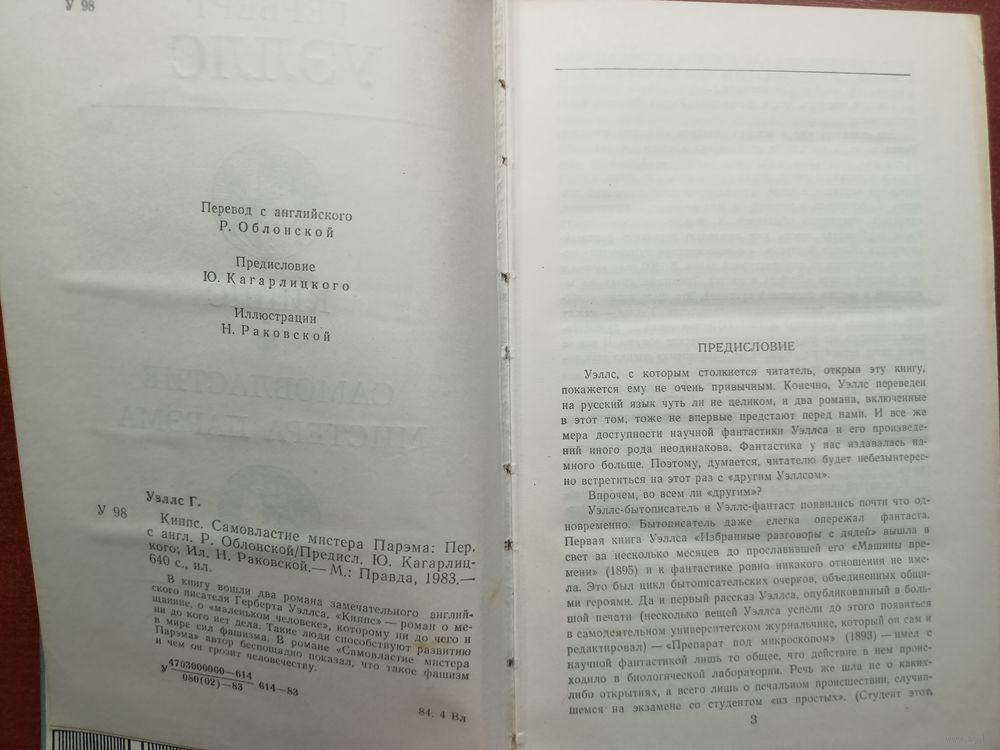 У 98
Перевод с английского
Р. Облонской
Предисловие
Ю. Кагарлицкого
Иллюстрации
Н. Раковской
Уэллс Г.
У 98
Киппс. Самовластие мистера Парэма: Пер.
с англ. Р. Облонской/Предисл. Ю. Кагарлиц-
кого; Ил. Н. Раковской.— М.: Правда, 1983.—
640 с., ил.
В книгу вошли два романа замечательного англий-
ского писателя Герберта Уэллса. «Киппс» — роман о ме-
щанине, о «маленьком человеке», которому ни до чего и
ни до кого нет дела. Такие люди способствуют развитию
в мире сил фашизма. В романе «Самовластие мистера
Парэма» автор беспощадно показал, что такое фашизм
и чем он грозит человечеству.
У 4703000000—614
080(02)—83 614—83
84. 4 Вл
ПРЕДИСЛОВИЕ
Уэллс, с которым столкнется читатель, открыв эту книгу,
покажется ему не очень привычным. Конечно, Уэллс переведен
на русский язык чуть ли не целиком, и два романа, включенные
в этот том, тоже не впервые предстают перед нами. И все же
мера доступности научной фантастики Уэллса и его произведе-
ний иного рода неодинакова. Фантастика у нас издавалась на-
много больше. Поэтому, думается, читателю будет небезынтерес-
но встретиться на этот раз с «другим Уэллсом».
Впрочем, во всем ли «другим»?
Уэллс-бытописатель и Уэллс-фантаст появились почти что од-
новременно. Бытописатель даже слегка опережал фантаста.
Первая книга Уэллса «Избранные разговоры с дядей» вышла в
свет за несколько месяцев до прославившей его «Машины вре-
мени» (1895) и к фантастике ровно никакого отношения не име-
ла. Это был цикл бытописательских очерков, объединенных общи-
ми героями. Да и первый рассказ Уэллса, опубликованный в боль-
шой печати (несколько вещей Уэллса успели до этого появиться
в самодеятельном университетском журнальчике, который он сам и
редактировал) — «Препарат под микроскопом» (1893) — имел с
научной фантастикой лишь то общее, что действие в нем проис-
ходило в биологической лаборатории. Речь же шла не о каких-
либо открытиях, а всего лишь о печальном происшествии, случив-
шемся на экзамене со студентом «из простых». (Студент этот,
3